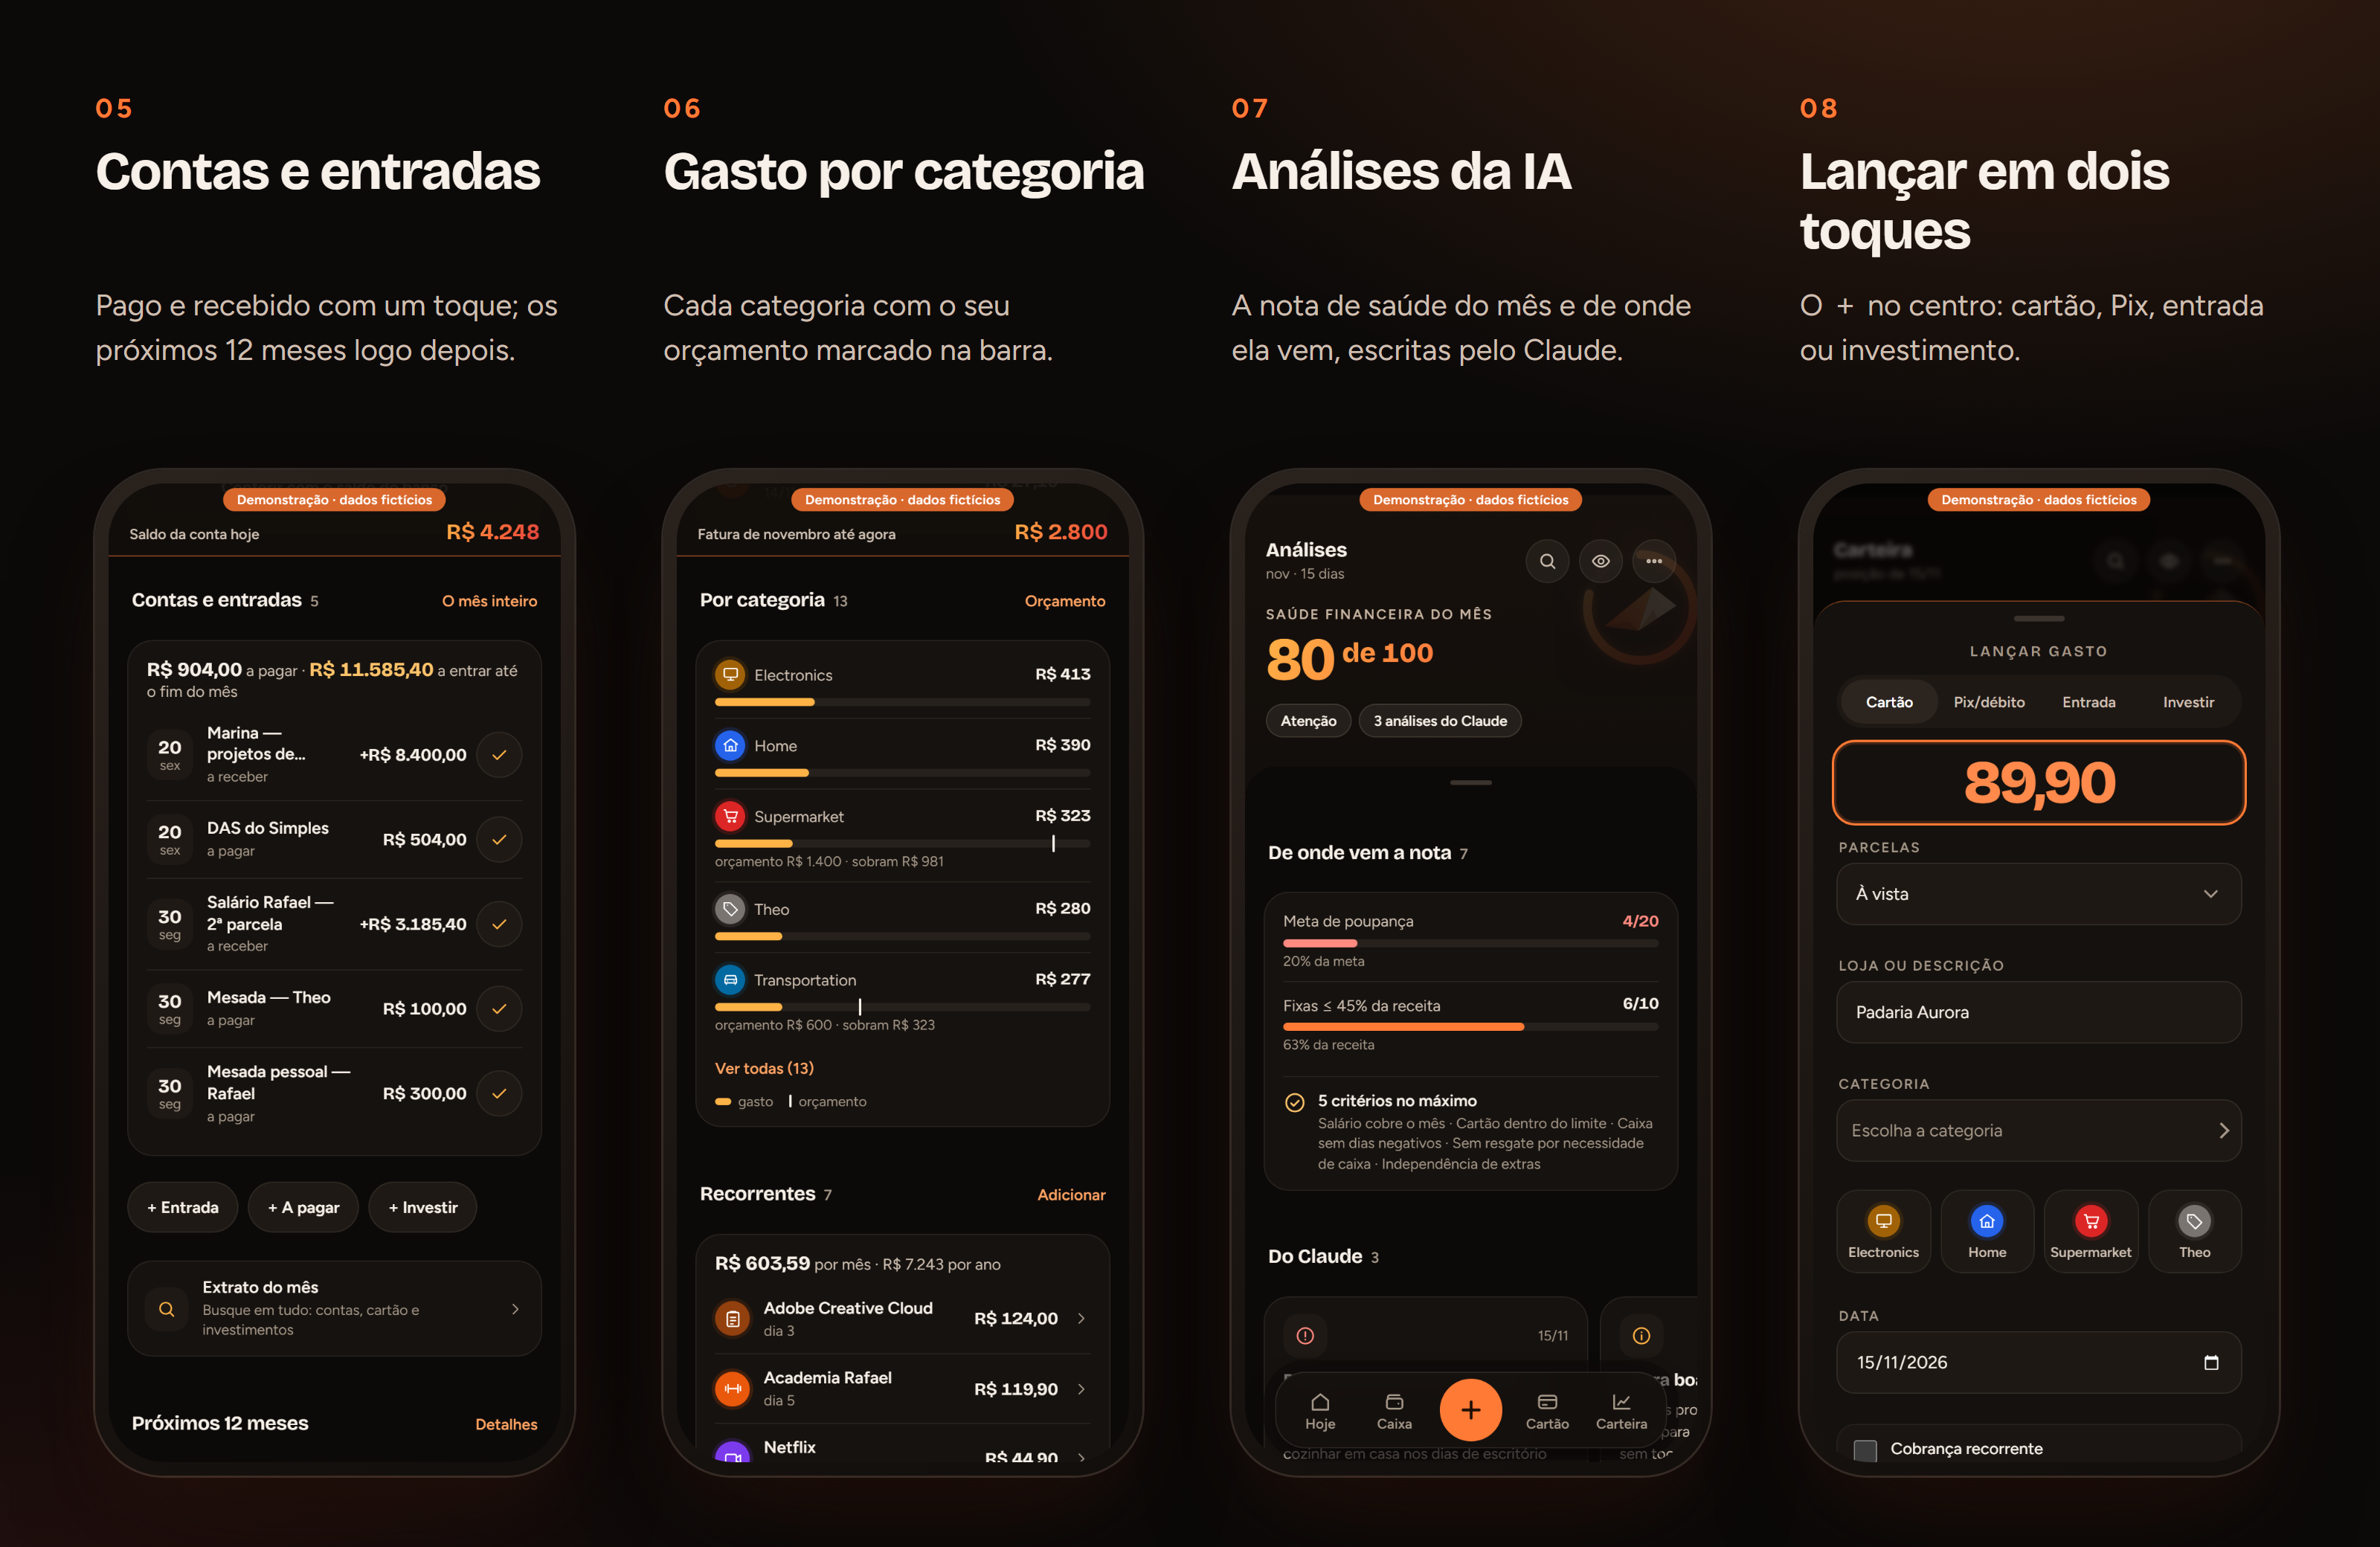 05
Contas e entradas
Pago e recebido com um toque; os
próximos 12 meses logo depois.
Demonstração · dados fictícios
Saldo da conta hoje R$ 4.248
Contas e entradas 5 O mês inteiro
R$ 904,00 a pagar · R$ 11.585,40 a entrar até
o fim do mês
20 sex
Marina —
projetos de...
a receber
+R$ 8.400,00
20 sex
DAS do Simples
a pagar
R$ 504,00
30 seg
Salário Rafael —
2ª parcela
a receber
+R$ 3.185,40
30 seg
Mesada — Theo
a pagar
R$ 100,00
30 seg
Mesada pessoal —
Rafael
a pagar
R$ 300,00
+ Entrada + A pagar + Investir
Extrato do mês
Busque em tudo: contas, cartão e
investimentos
Próximos 12 meses Detalhes
06
Gasto por categoria
Cada categoria com o seu
orçamento marcado na barra.
Demonstração · dados fictícios
Fatura de novembro até agora R$ 2.800
Por categoria 13 Orçamento
Electronics R$ 413
Home R$ 390
Supermarket R$ 323
orçamento R$ 1.400 · sobram R$ 981
Theo R$ 280
Transportation R$ 277
orçamento R$ 600 · sobram R$ 323
Ver todas (13)
gasto orçamento
Recorrentes 7 Adicionar
R$ 603,59 por mês · R$ 7.243 por ano
Adobe Creative Cloud R$ 124,00
dia 3
Academia Rafael R$ 119,90
dia 5
Netflix R$ 44,90
07
Análises da IA
A nota de saúde do mês e de onde
ela vem, escritas pelo Claude.
Demonstração · dados fictícios
Análises
nov · 15 dias
SAÚDE FINANCEIRA DO MÊS
80 de 100
Atenção 3 análises do Claude
De onde vem a nota 7
Meta de poupança 4/20
20% da meta
Fixas ≤ 45% da receita 6/10
63% da receita
5 critérios no máximo
Salário cobre o mês · Cartão dentro do limite · Caixa
sem dias negativos · Sem resgate por necessidade
de caixa · Independência de extras
Do Claude 3
15/11
boa
pro
para
Hoje Caixa + Cartão Carteira
cozinhar em casa nos dias de escritório sem
08
Lançar em dois
toques
O + no centro: cartão, Pix, entrada
ou investimento.
Demonstração · dados fictícios
Carteira
LANÇAR GASTO
Cartão Pix/débito Entrada Investir
89,90
PARCELAS
À vista
LOJA OU DESCRIÇÃO
Padaria Aurora
CATEGORIA
Escolha a categoria
Electronics Home Supermarket Theo
DATA
15/11/2026
Cobrança recorrente